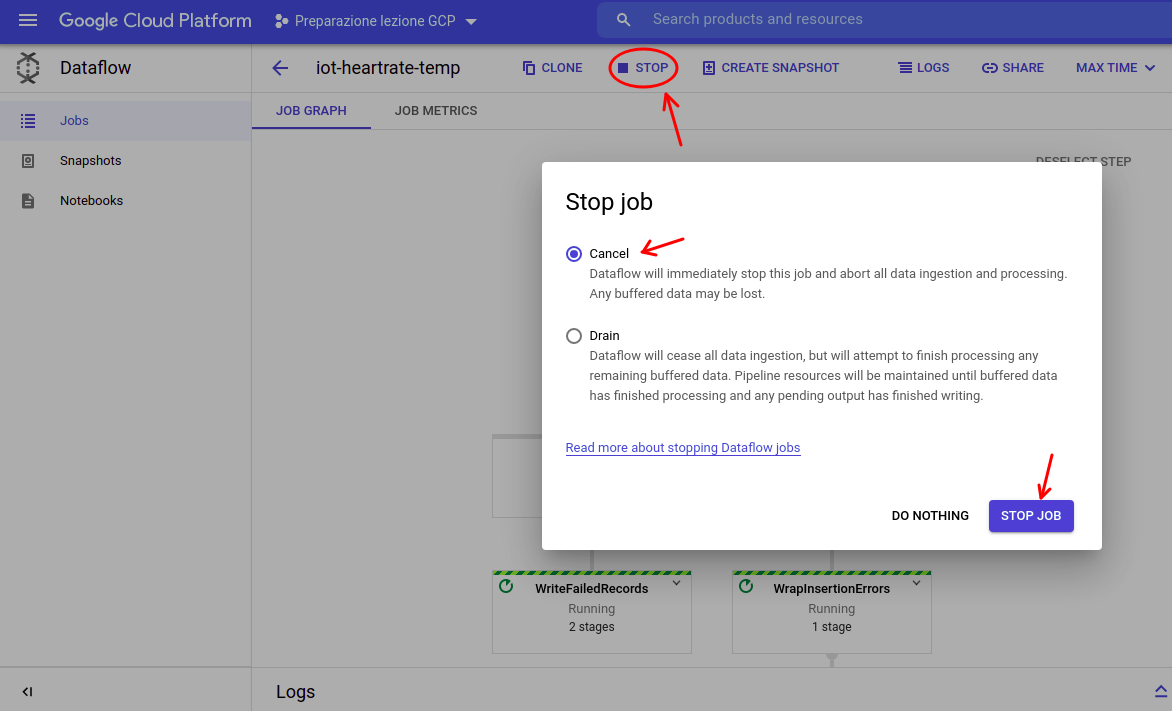 Google Cloud Platform
Preparazione lezione GCP
Search products and resources
Dataflow
iot-heartrate-temp
CLONE
STOP
CREATE SNAPSHOT
LOGS
SHARE
MAX TIME
Jobs
Snapshots
Notebooks
JOB GRAPH
JOB METRICS
DESELECT STEP
Stop job
Cancel
Dataflow will immediately stop this job and abort all data ingestion and processing.
Any buffered data may be lost.
Drain
Dataflow will cease all data ingestion, but will attempt to finish processing any
remaining buffered data. Pipeline resources will be maintained until buffered data
has finished processing and any pending output has finished writing.
Read more about stopping Dataflow jobs
DO NOTHING
STOP JOB
WriteFailedRecords
Running
2 stages
WrapInsertionErrors
Running
1 stage
Logs